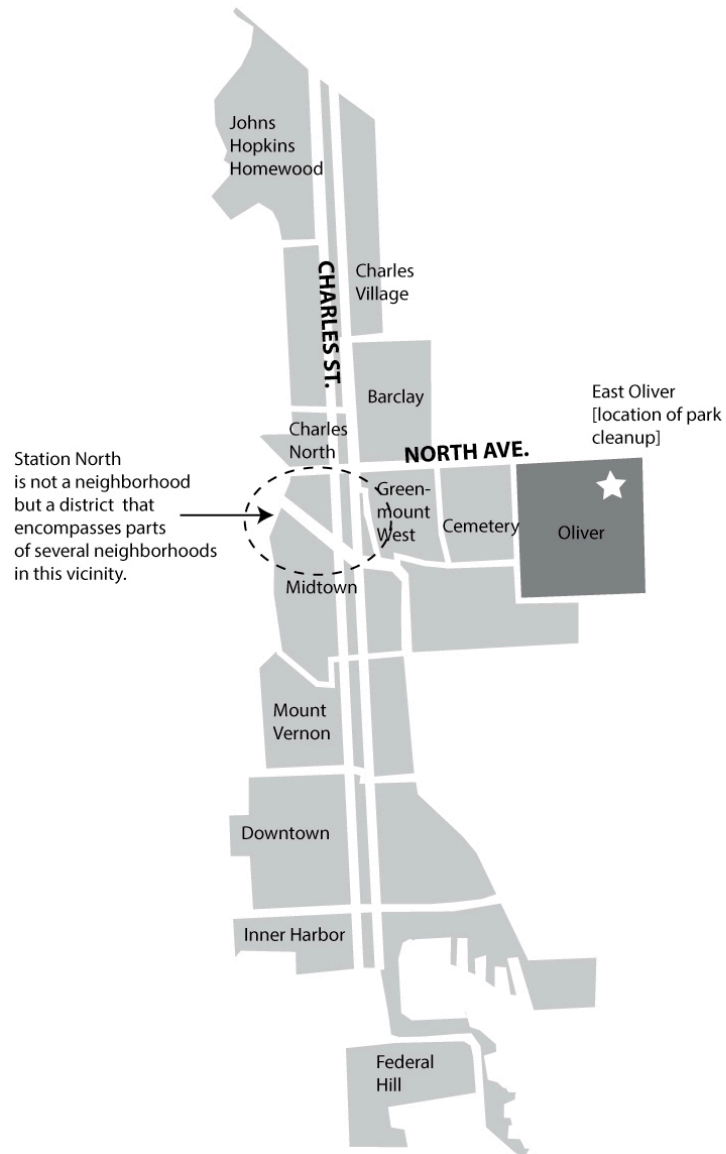 Johns
Hopkins
Homewood
CHARLES ST.
Charles
Village
Barclay
East Oliver
[location of park
cleanup]
Charles
North
NORTH AVE.
Station North
is not a neighborhood
but a district that
encompasses parts
of several neighborhoods
in this vicinity.
Green-
mount
West
Cemetery
Oliver
Midtown
Mount
Vernon
Downtown
Inner Harbor
Federal
Hill